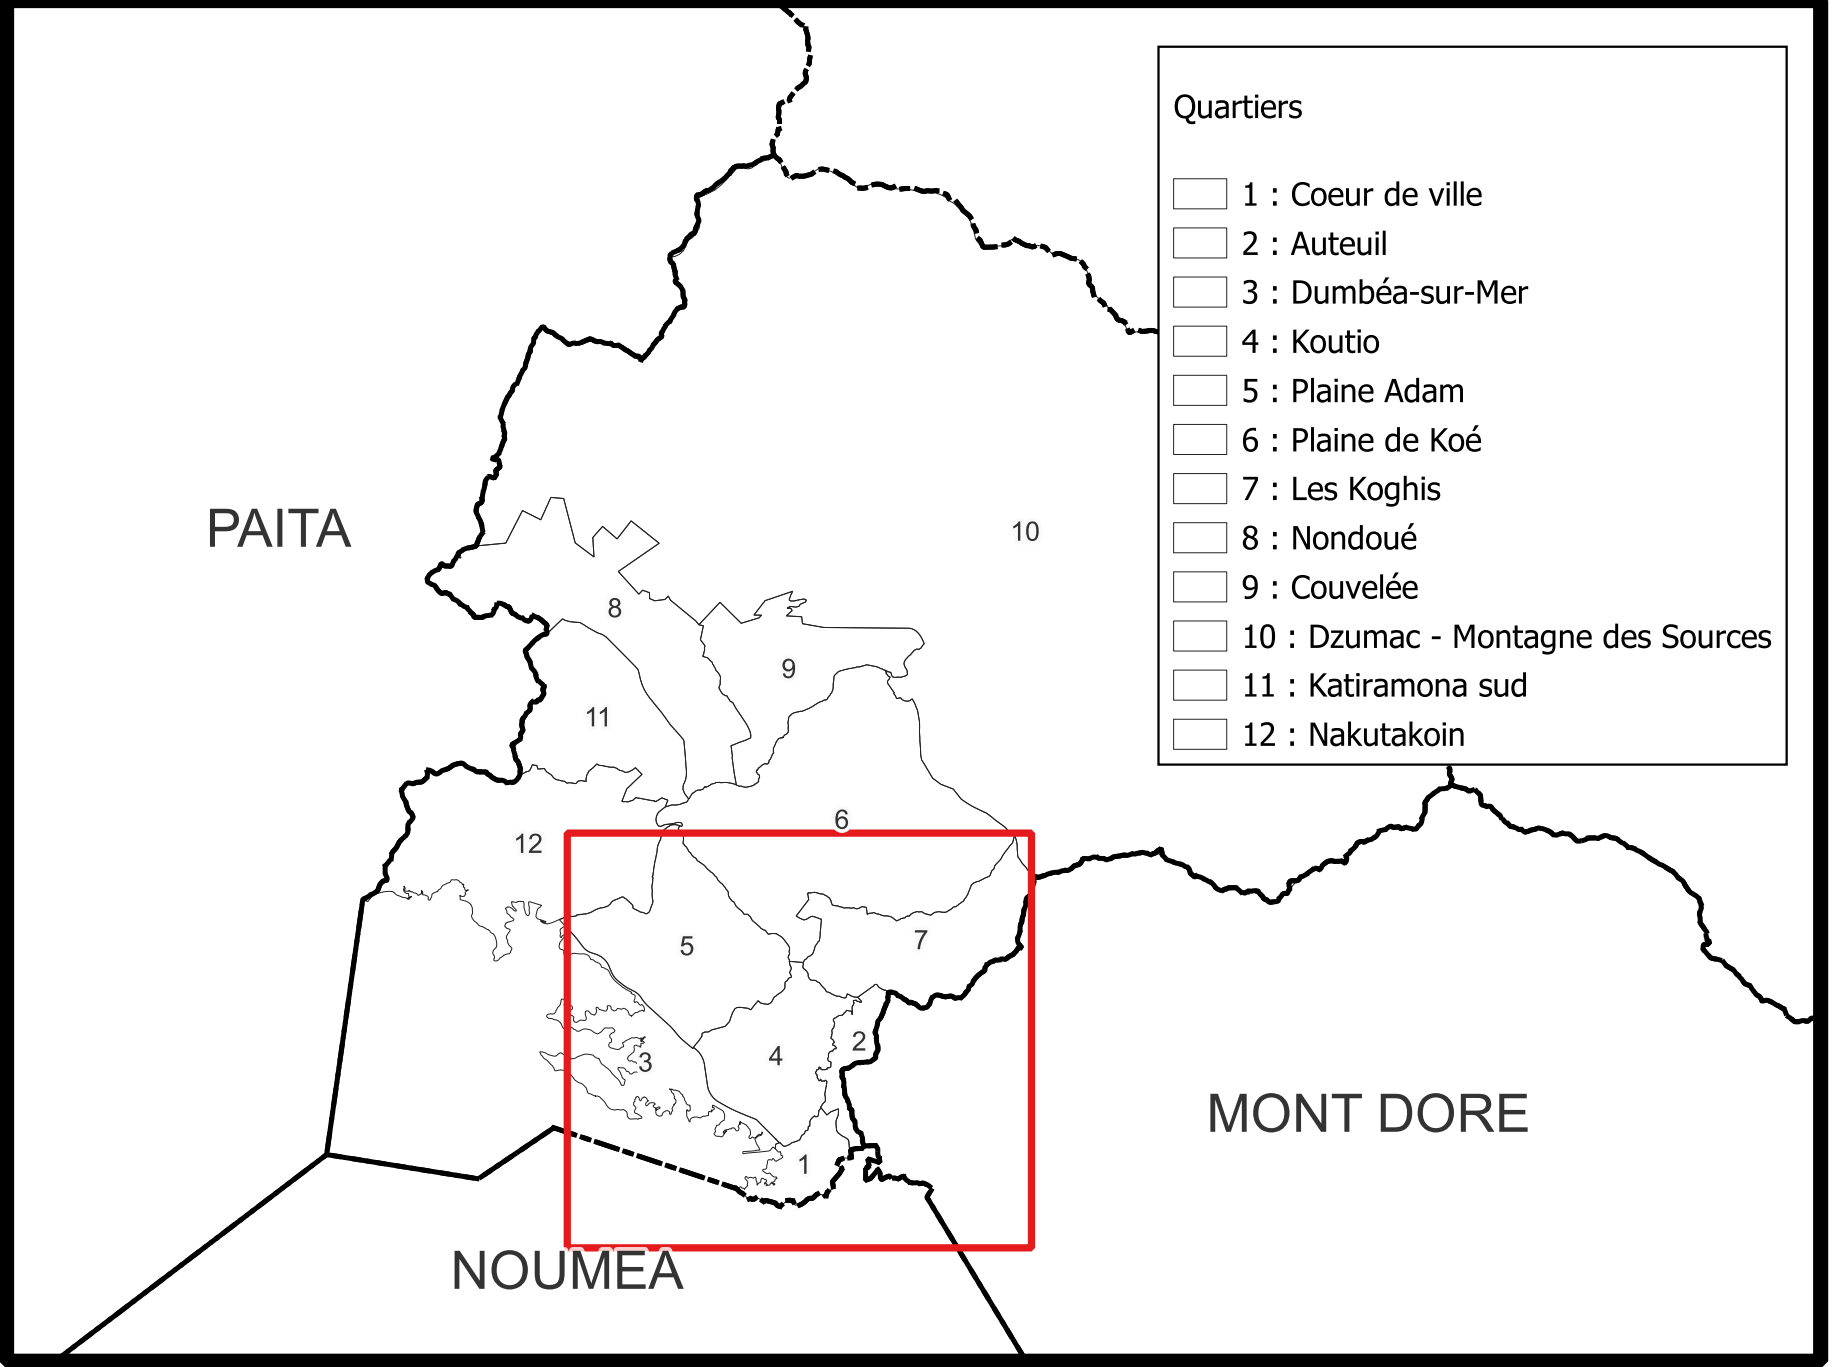 Quartiers
1 : Coeur de ville
2 : Auteuil
3 : Dumbéa-sur-Mer
4 : Koutio
5 : Plaine Adam
6 : Plaine de Koé
7 : Les Koghis
8 : Nondoué
9 : Couvelée
10 : Dzumac - Montagne des Sources
11 : Katiramona sud
12 : Nakutakoin
PAITA
10
8
9
11
6
12
7
5
2
4
3
MONT DORE
1
NOUMEA